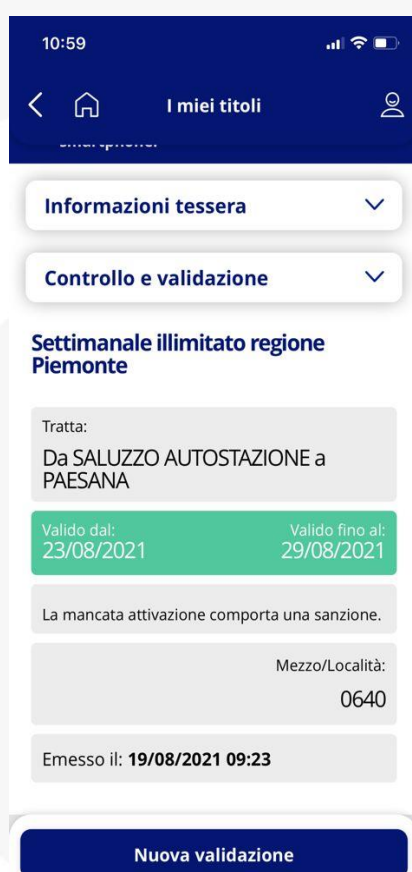 10:59
I miei titoli
smartphone.
Informazioni tessera
Controllo e validazione
Settimanale illimitato regione
Piemonte
Tratta:
Da SALUZZO AUTOSTAZIONE a
PAESANA
Valido dal: Valido fino al:
23/08/2021 29/08/2021
La mancata attivazione comporta una sanzione.
Mezzo/Località:
0640
Emesso il: 19/08/2021 09:23
Nuova validazione